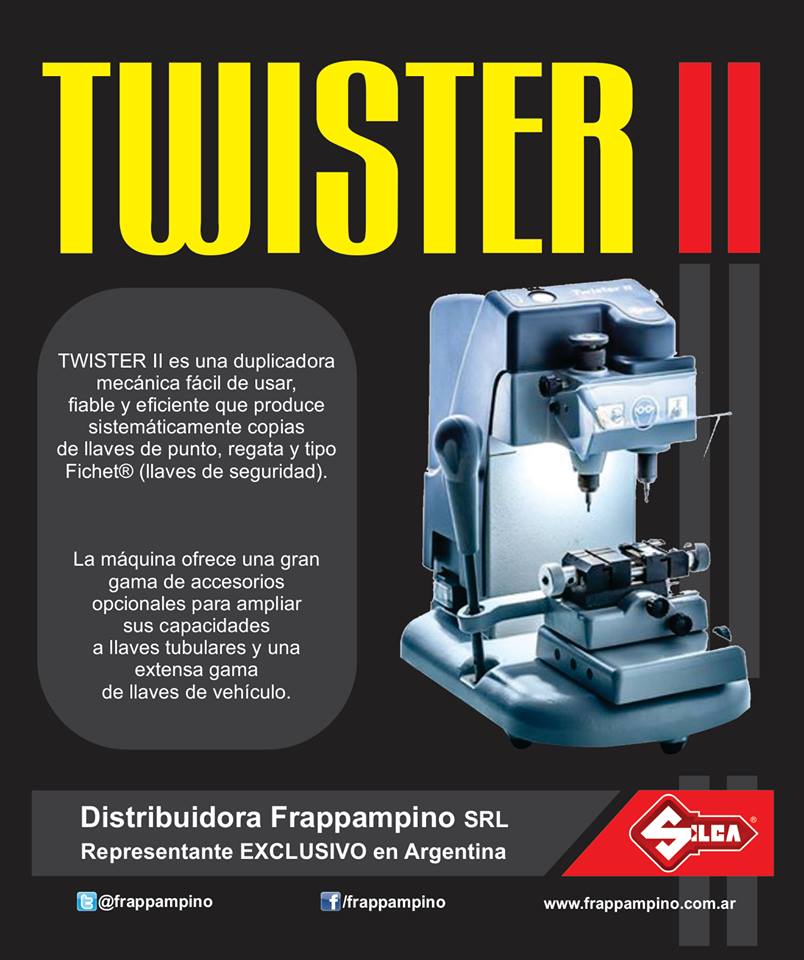 TWISTER II
Twister II
TWISTER II es una duplicadora
mecánica fácil de usar,
fiable y eficiente que produce
sistemáticamente copias
de llaves de punto, regata y tipo
Fichet® (llaves de seguridad).
La máquina ofrece una gran
gama de accesorios
opcionales para ampliar
sus capacidades
a llaves tubulares y una
extensa gama
de llaves de vehículo.
Distribuidora Frappampino SRL
Representante EXCLUSIVO en Argentina
SILCA®
@frappampino
/frappampino
www.frappampino.com.ar